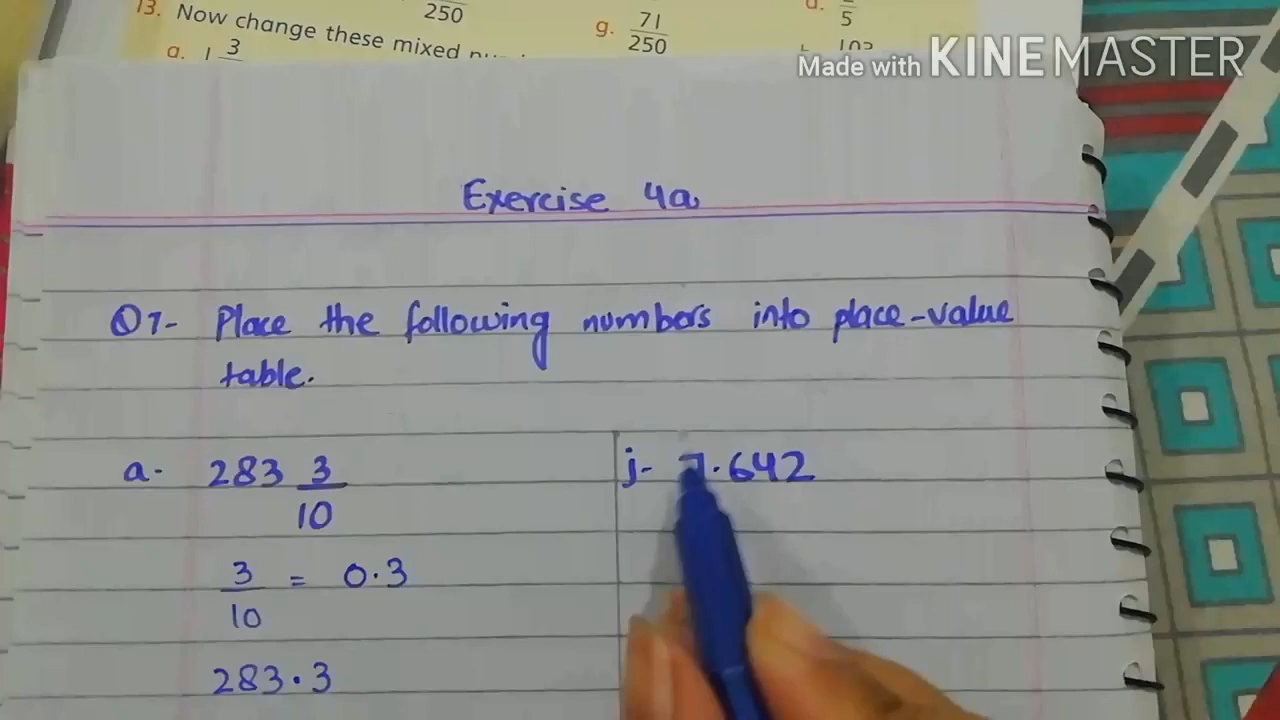 13. Now change these mixed
250
g. 71/250
5
a. 1 3
Made with KINEMASTER
Exercise 4a
Q1- Place the following numbers into place-value
table.
a- 283 3/10
3/10 = 0.3
283.3
j- 7.642